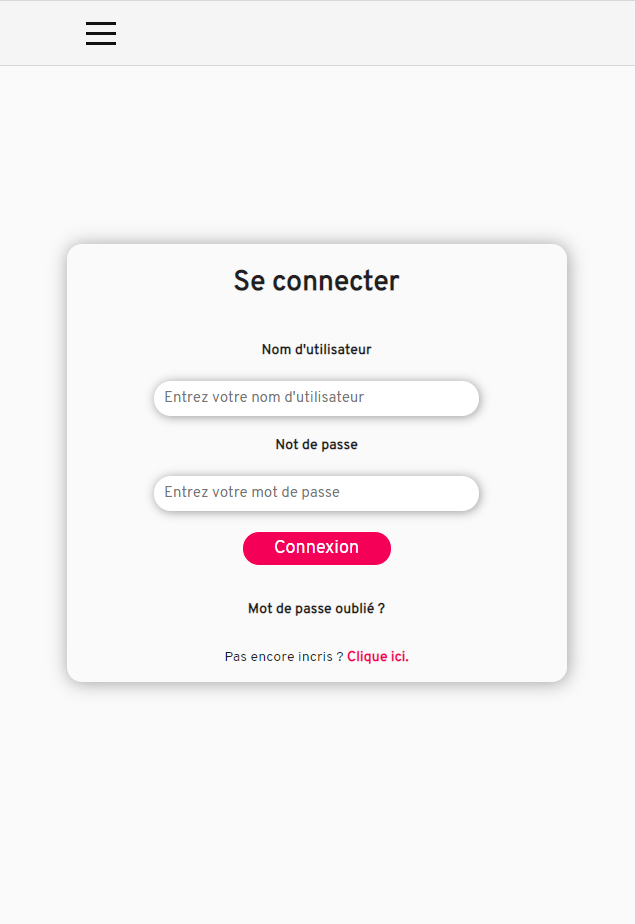 Se connecter
Nom d'utilisateur
Entrez votre nom d'utilisateur
Not de passe
Entrez votre mot de passe
Connexion
Mot de passe oublié ?
Pas encore incris ? Clique ici.